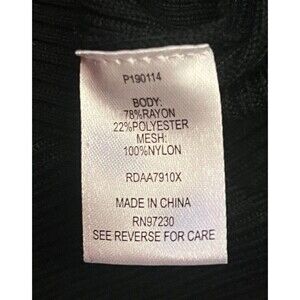 P190114
BODY:
78%RAYON
22%POLYESTER
MESH:
100%NYLON
RDAA7910X
MADE IN CHINA
RN97230
SEE REVERSE FOR CARE